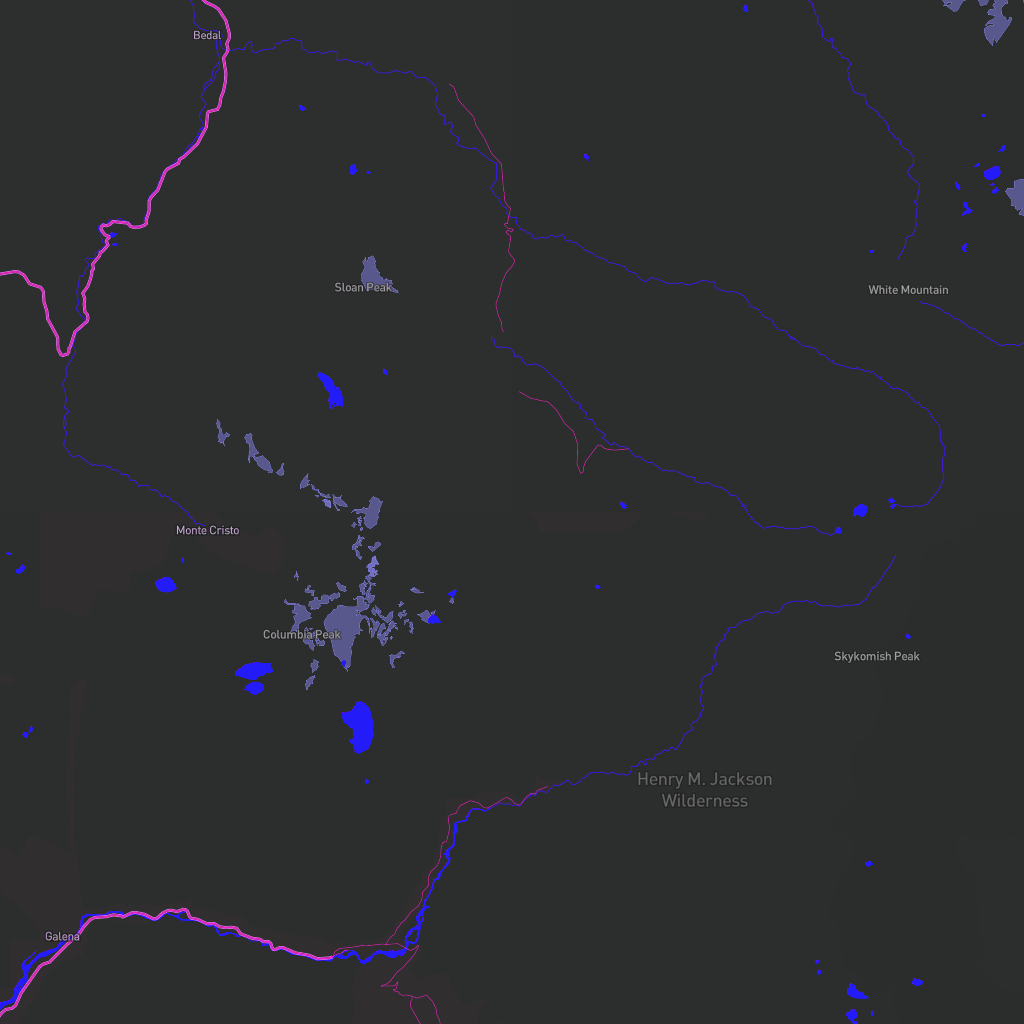 Bedal
Sloan Peak
White Mountain
Monte Cristo
Columbia Peak
Skykomish Peak
Henry M. Jackson
Wilderness
Galena